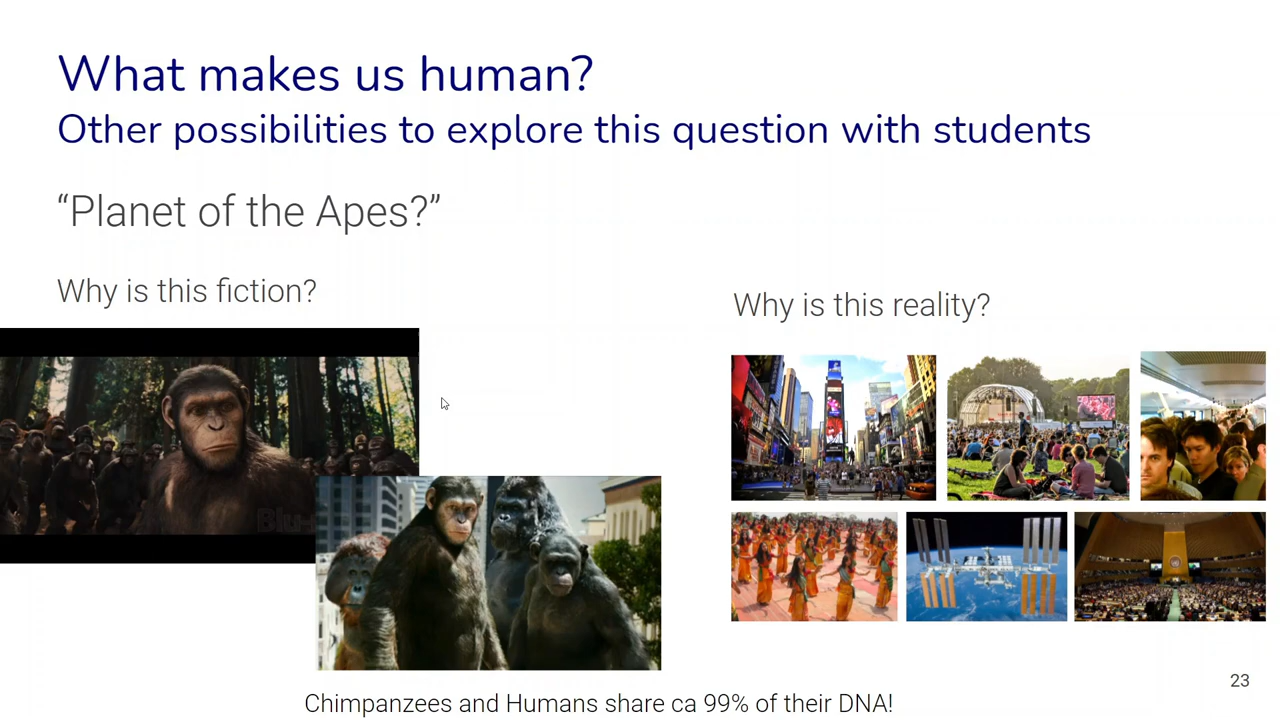 What makes us human?
Other possibilities to explore this question with students
“Planet of the Apes?”
Why is this fiction?
Why is this reality?
Chimpanzees and Humans share ca 99% of their DNA!
23